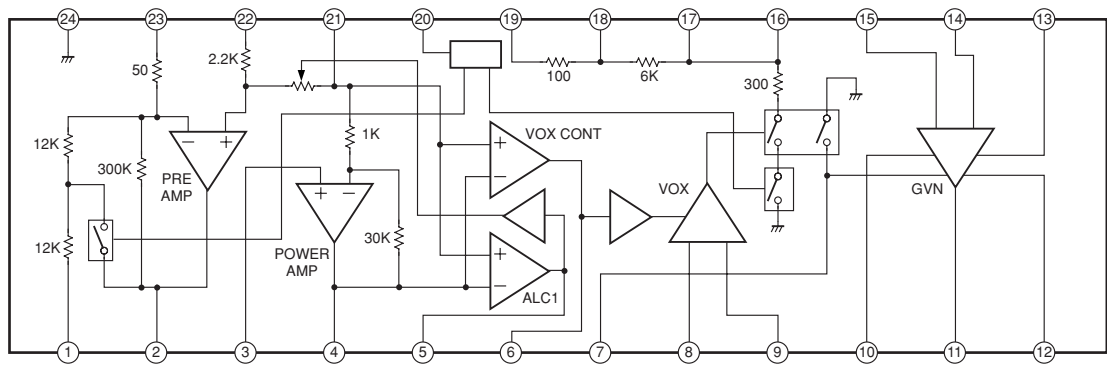 24 23 22 21 20 19 18 17 16 15 14 13
50
2.2K
100
6K
300
12K
300K
− +
PRE
AMP
1K
+
−
VOX CONT
+ −
POWER
AMP
30K
VOX
GVN
12K
+
−
ALC1
1 2 3 4 5 6 7 8 9 10 11 12